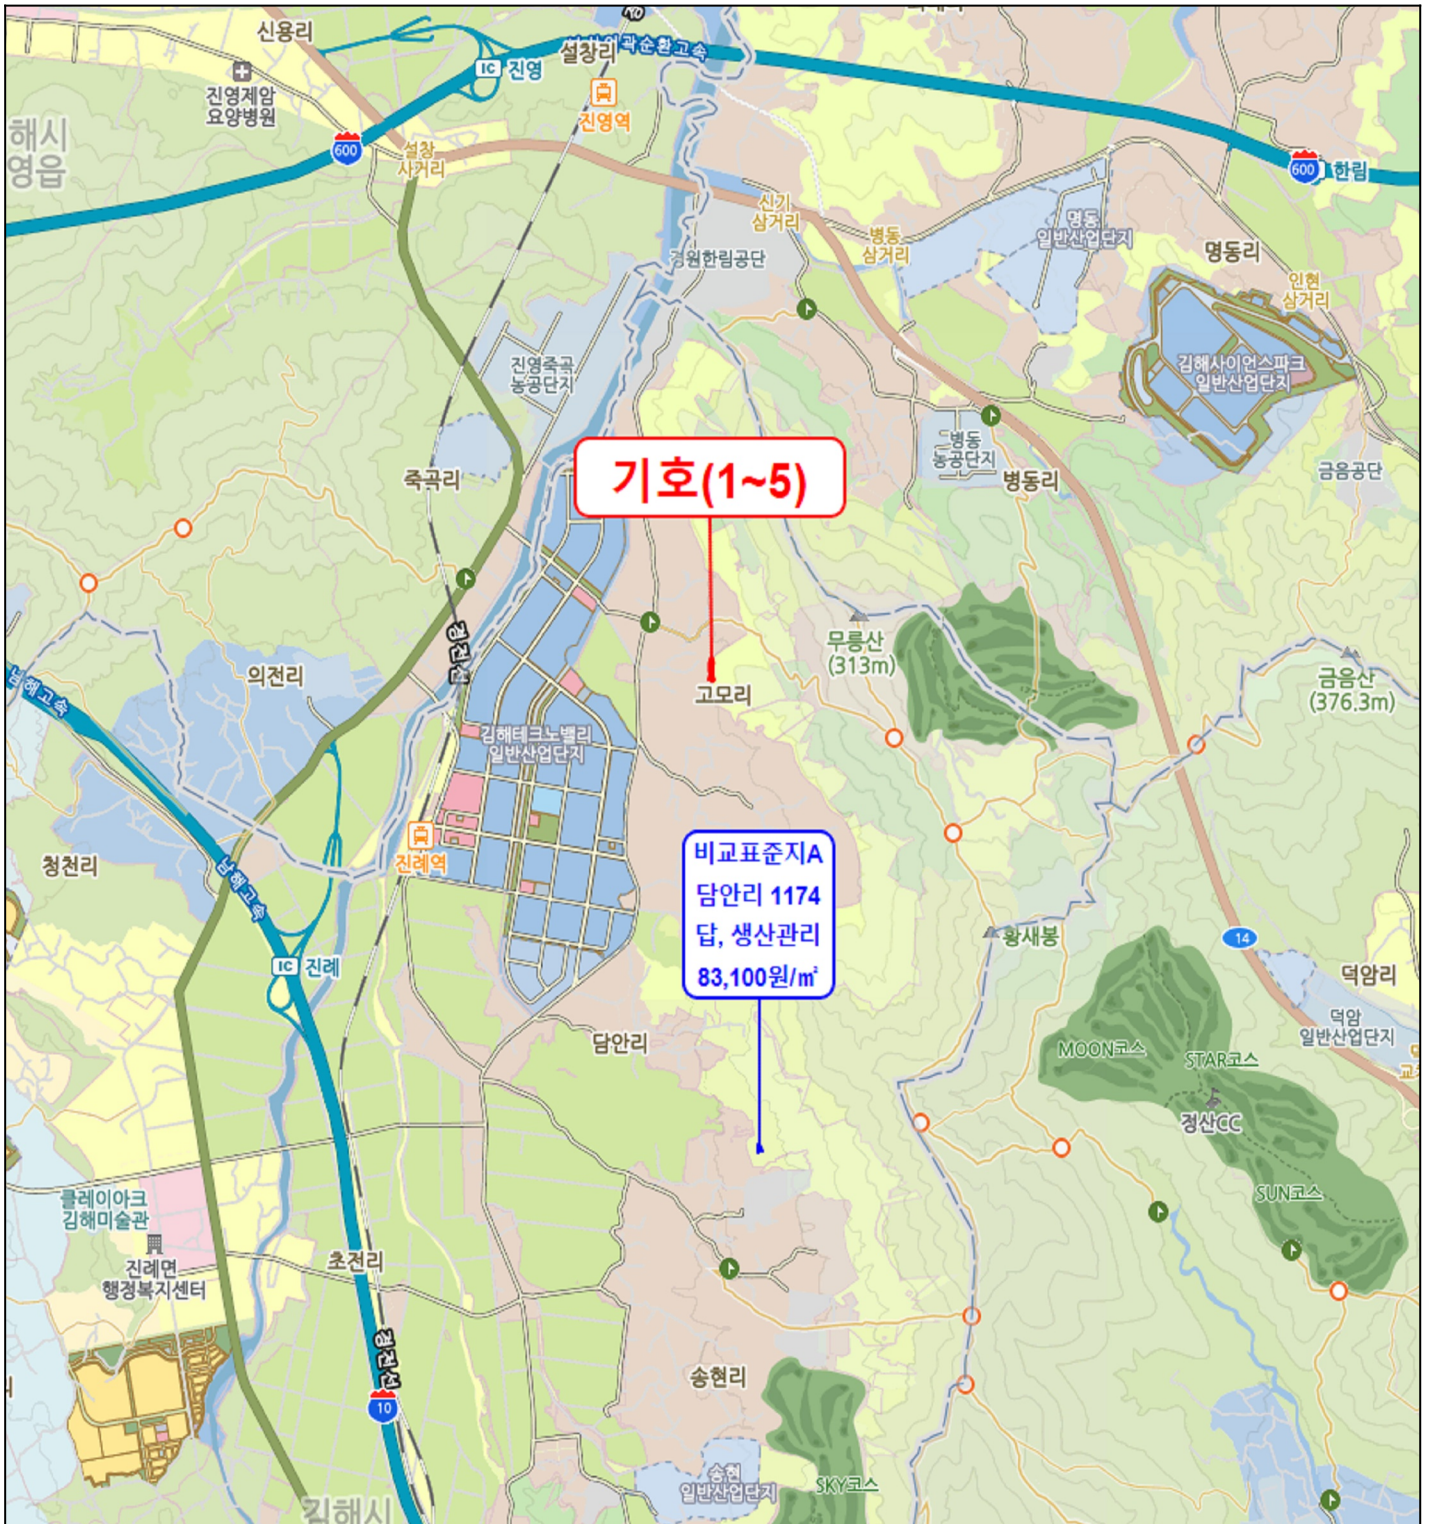 신용리
IC 진영
설창리
곽순환고속
진영제암
요양병원
진영역
해시
영읍
600
설창
사거리
600
한림
신기
삼거리
병동
삼거리
명동
일반산업단지
명동리
경원한림공단
인현
삼거리
진영죽곡
농공단지
김해사이언스파크
일반산업단지
병동
농공단지
병동리
금음공단
죽곡리
기호(1~5)
경전선
무릉산
(313m)
금음산
(376.3m)
의전리
남해고속
고모리
김해테크노밸리
일반산업단지
진례역
청천리
남해고속
비교표준지A
담안리 1174
답, 생산관리
83,100원/㎡
황새봉
14
IC 진례
덕암리
덕암
일반산업단지
담안리
MOON코스
STAR코스
정산CC
SUN코스
클레이아크
김해미술관
진례면
행정복지센터
초전리
경전선
10
송현리
송현
일반산업단지
SKY코스
김해시